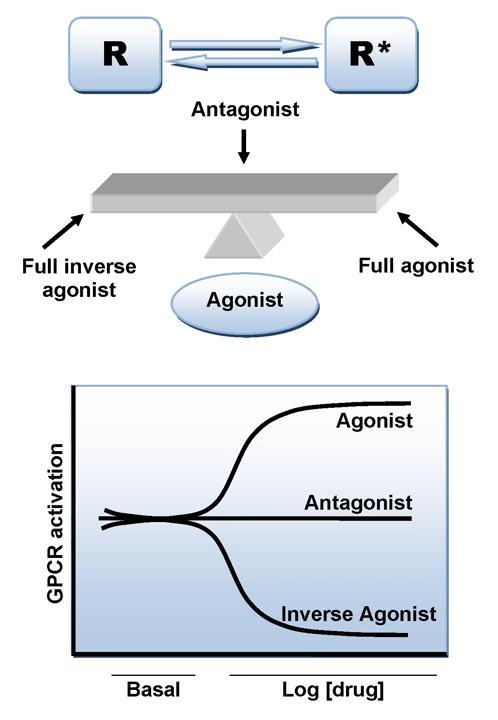 R
R*
Antagonist
Full inverse
agonist
Full agonist
Agonist
GPCR activation
Agonist
Antagonist
Inverse Agonist
Basal
Log [drug]